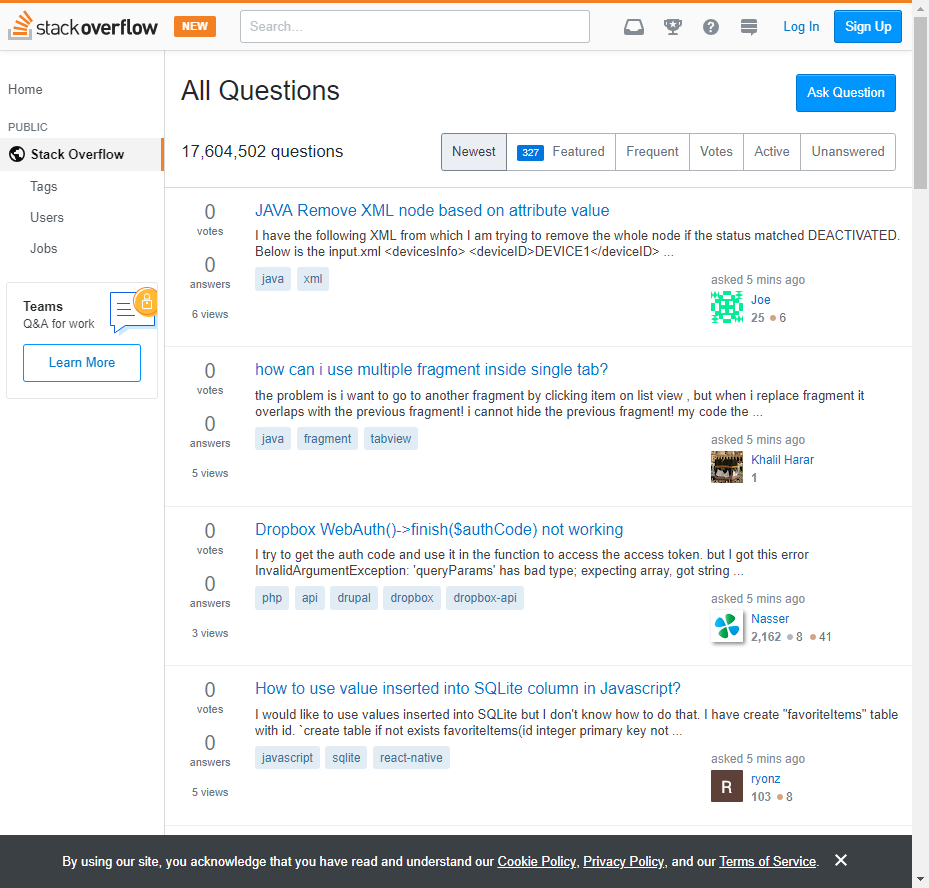 stackoverflow NEW Search... Log In Sign Up
Home
PUBLIC
Stack Overflow
Tags
Users
Jobs
Teams
Q&A for work
Learn More
All Questions
Ask Question
17,604,502 questions
Newest 327 Featured Frequent Votes Active Unanswered
0
votes
0
answers
6 views
JAVA Remove XML node based on attribute value
I have the following XML from which I am trying to remove the whole node if the status matched DEACTIVATED.
Below is the input.xml <devicesInfo> <deviceID>DEVICE1</deviceID> ...
java xml
asked 5 mins ago
Joe
25 6
0
votes
0
answers
5 views
how can i use multiple fragment inside single tab?
the problem is i want to go to another fragment by clicking item on list view , but when i replace fragment it
overlaps with the previous fragment! i cannot hide the previous fragment! my code the ...
java fragment tabview
asked 5 mins ago
Khalil Harar
1
0
votes
0
answers
3 views
Dropbox WebAuth()->finish($authCode) not working
I try to get the auth code and use it in the function to access the access token. but I got this error
InvalidArgumentException: 'queryParams' has bad type; expecting array, got string ...
php api drupal dropbox dropbox-api
asked 5 mins ago
Nasser
2,162 8 41
0
votes
0
answers
5 views
How to use value inserted into SQLite column in Javascript?
I would like to use values inserted into SQLite but I don't know how to do that. I have create "favoriteItems" table
with id. `create table if not exists favoriteItems(id integer primary key not ...
javascript sqlite react-native
asked 5 mins ago
R
ryonz
103 8
By using our site, you acknowledge that you have read and understand our Cookie Policy, Privacy Policy, and our Terms of Service.